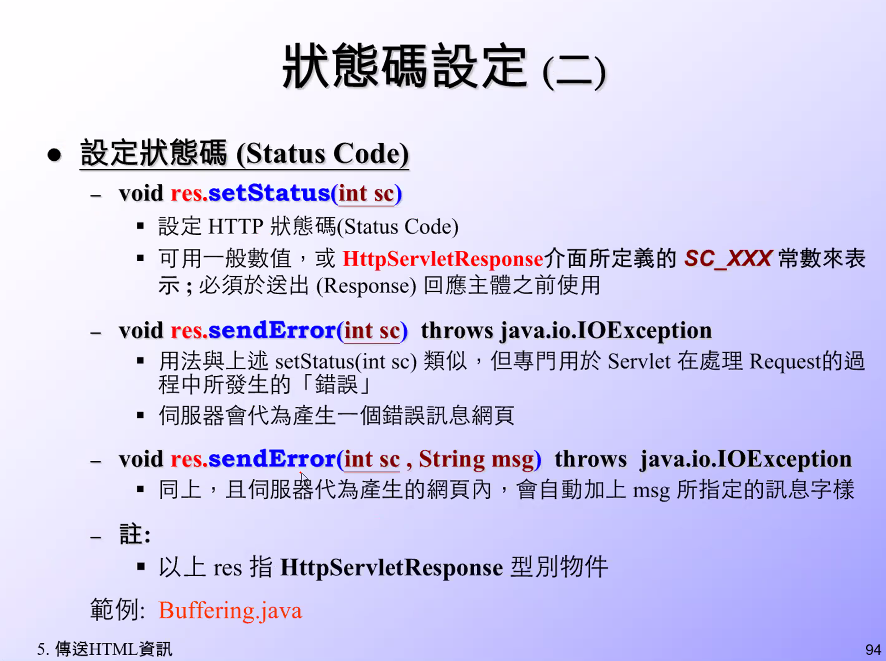 狀態碼設定 (二)
● 設定狀態碼 (Status Code)
– void res.setStatus(int sc)
▪ 設定 HTTP 狀態碼(Status Code)
▪ 可用一般數值，或 HttpServletResponse介面所定義的 SC_XXX 常數來表
示 ; 必須於送出 (Response) 回應主體之前使用
– void res.sendError(int sc) throws java.io.IOException
▪ 用法與上述 setStatus(int sc) 類似，但專門用於 Servlet 在處理 Request的過
程中所發生的「錯誤」
▪ 伺服器會代為產生一個錯誤訊息網頁
– void res.sendError(int sc , String msg) throws java.io.IOException
▪ 同上，且伺服器代為產生的網頁內，會自動加上 msg 所指定的訊息字樣
– 註:
▪ 以上 res 指 HttpServletResponse 型別物件
範例: Buffering.java
5. 傳送HTML資訊
94